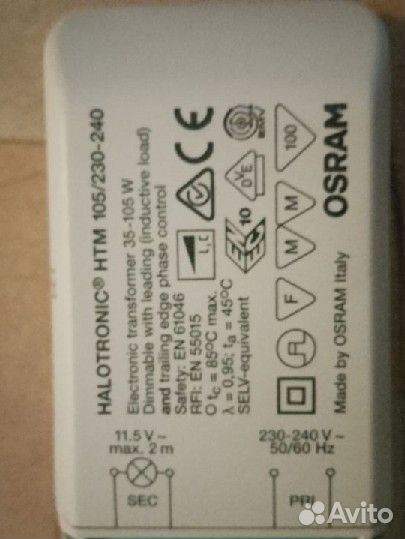 HALOTRONIC® HTM 105/230-240
Electronic transformer 35-105 W
Dimmable with leading (inductive load)
and trailing edge phase control
Safety: EN 61046
RFI: EN 55015
O tc = 85°C max.
λ = 0,95; ta = 45°C
SELV-equivalent
L, C
CE
DVE
10
F
M
M
100
OSRAM
Made by OSRAM Italy
11.5 V~
max. 2 m
SEC
230-240 V~
50/60 Hz
PRI
Avito